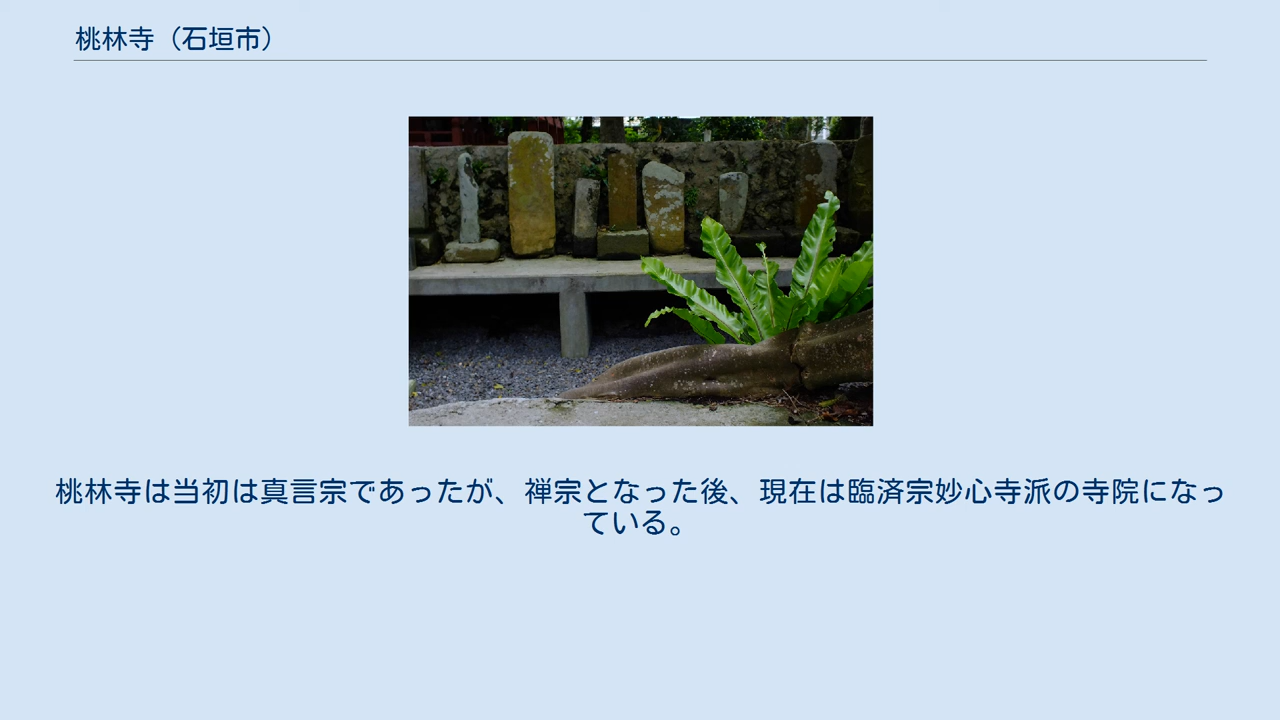 桃林寺（石垣市）
桃林寺は当初は真言宗であったが、禅宗となった後、現在は臨済宗妙心寺派の寺院になっ
ている。